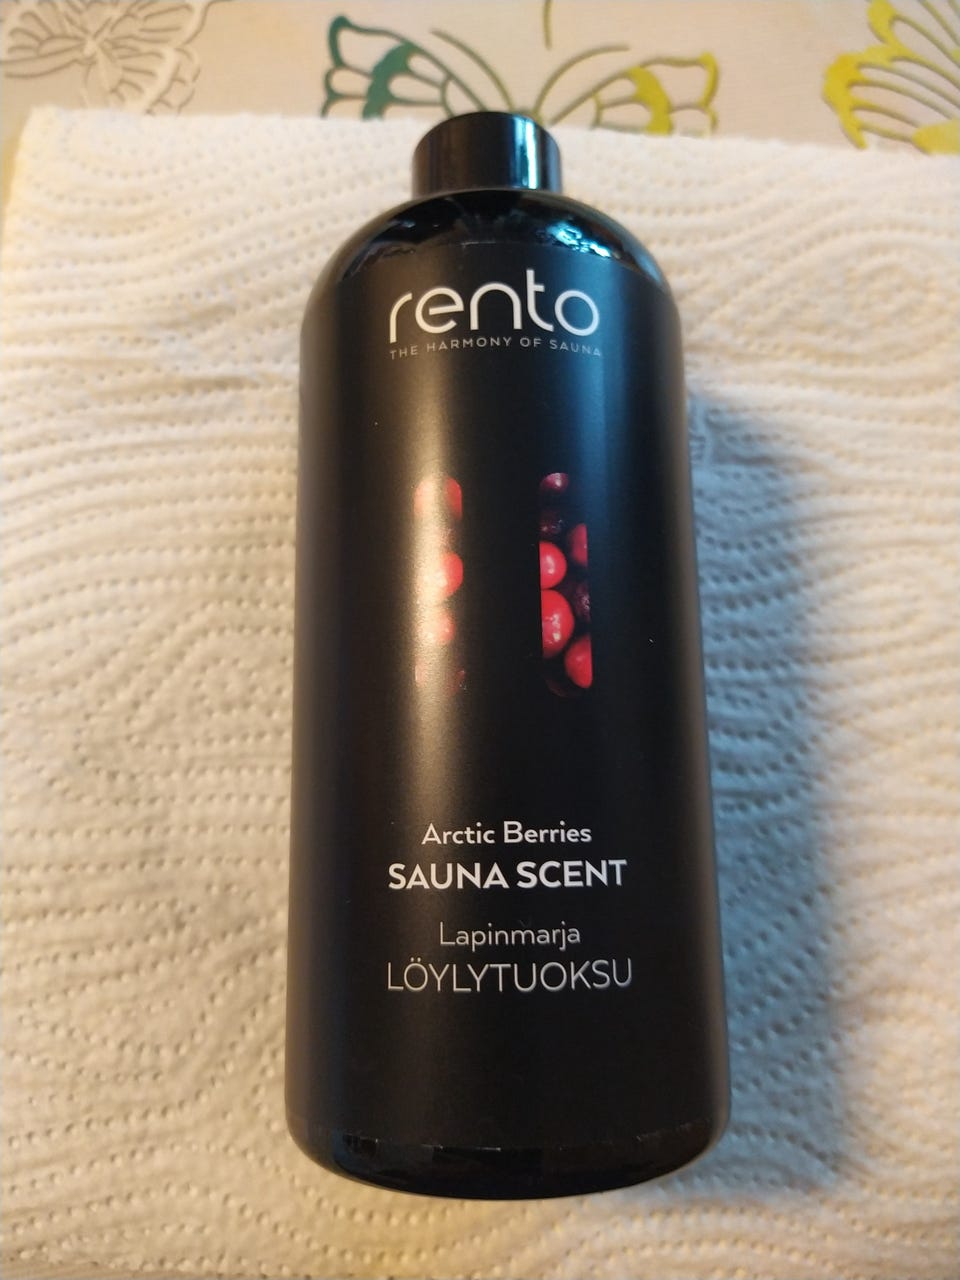 rento
THE HARMONY OF SAUNA
Arctic Berries
SAUNA SCENT
Lapinmarja
LÖYLYTUOKSU